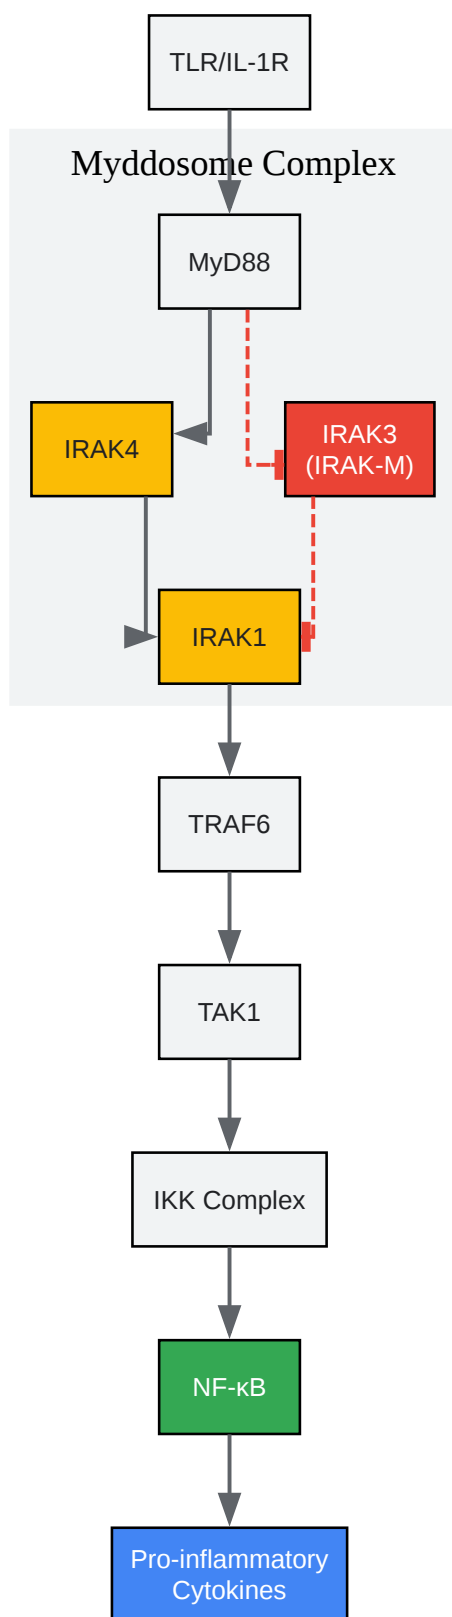 TLR/IL-1R
Myddosome Complex
MyD88
IRAK4
IRAK3
(IRAK-M)
IRAK1
TRAF6
TAK1
IKK Complex
NF-κB
Pro-inflammatory
Cytokines